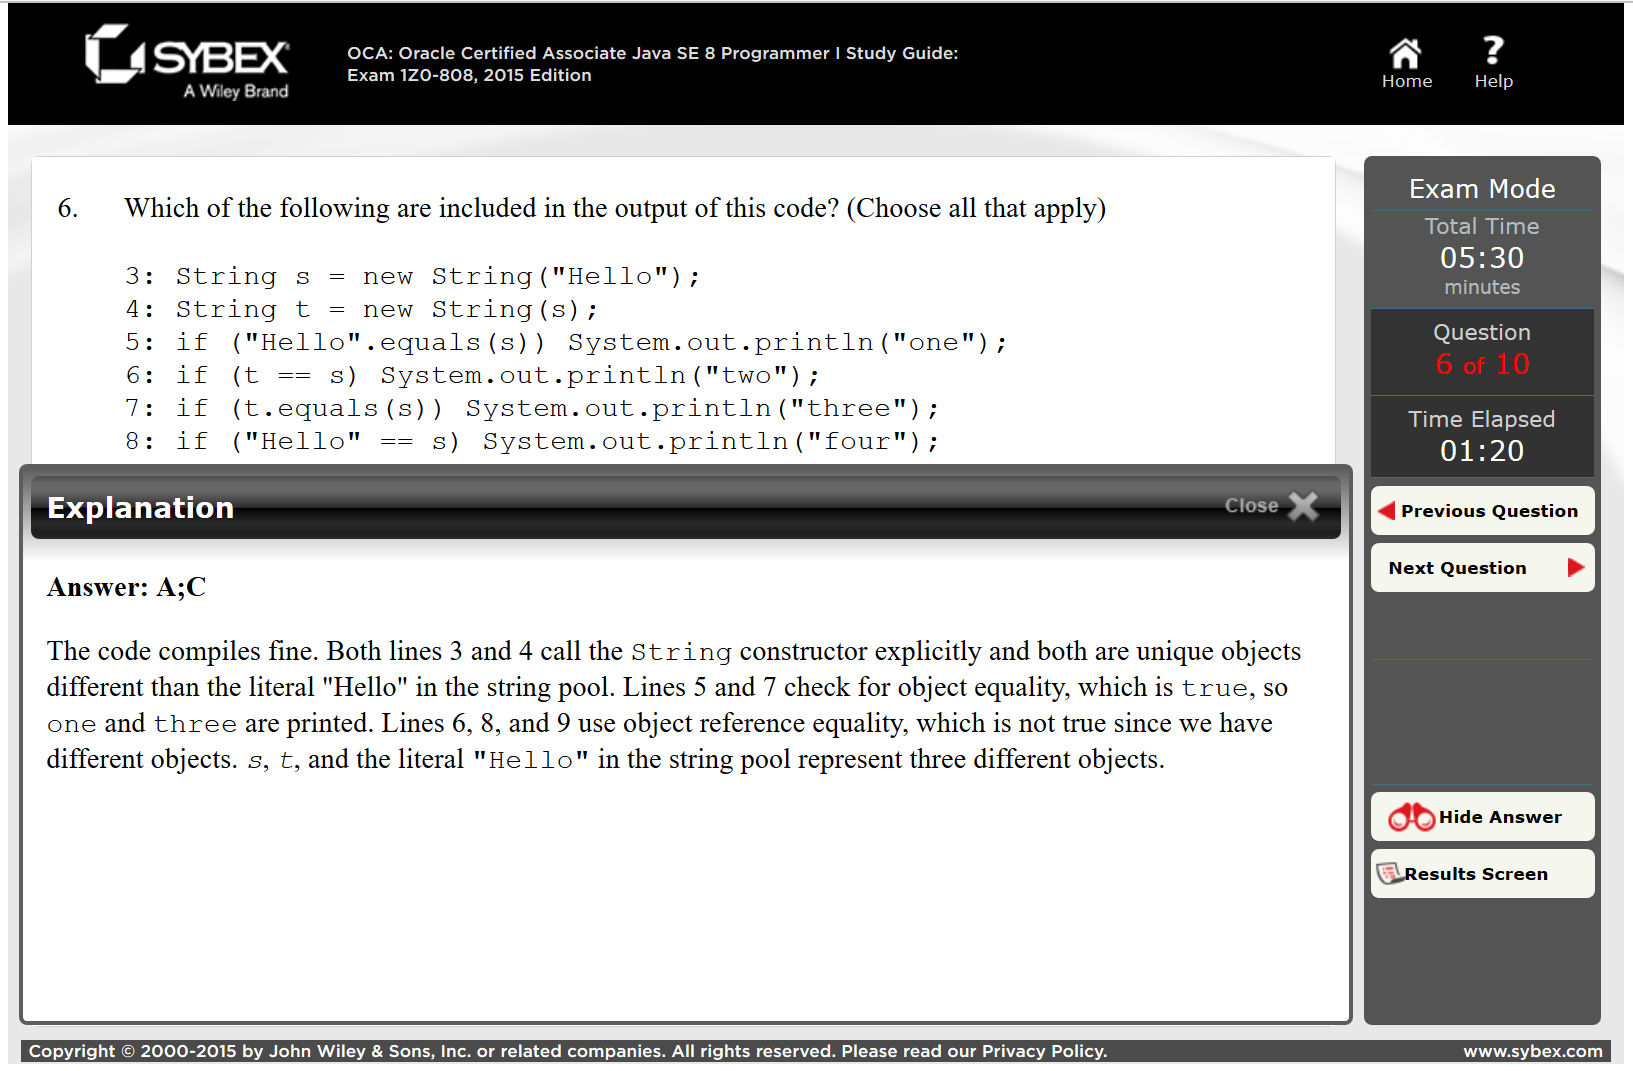 SYBEX
A Wiley Brand
OCA: Oracle Certified Associate Java SE 8 Programmer I Study Guide:
Exam 1Z0-808, 2015 Edition
Home
Help
6. Which of the following are included in the output of this code? (Choose all that apply)
3: String s = new String("Hello");
4: String t = new String(s);
5: if ("Hello".equals(s)) System.out.println("one");
6: if (t == s) System.out.println("two");
7: if (t.equals(s)) System.out.println("three");
8: if ("Hello" == s) System.out.println("four");
Explanation
Close
Answer: A;C
The code compiles fine. Both lines 3 and 4 call the String constructor explicitly and both are unique objects
different than the literal "Hello" in the string pool. Lines 5 and 7 check for object equality, which is true, so
one and three are printed. Lines 6, 8, and 9 use object reference equality, which is not true since we have
different objects. s, t, and the literal "Hello" in the string pool represent three different objects.
Exam Mode
Total Time
05:30
minutes
Question
6 of 10
Time Elapsed
01:20
Previous Question
Next Question
Hide Answer
Results Screen
Copyright © 2000-2015 by John Wiley & Sons, Inc. or related companies. All rights reserved. Please read our Privacy Policy.
www.sybex.com